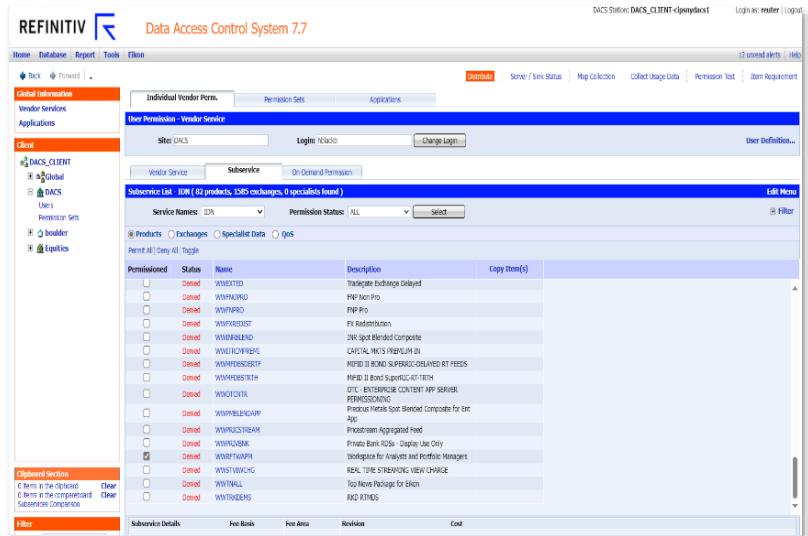 DACS Station: DACS_CLIENT-cipsnydacs1 Login as: reuter | Logout
REFINITIV Data Access Control System 7.7
Home Database Report Tools Eikon 12 unread alerts Help
Back Forward Distribute Server / Sink Status Map Collection Collect Usage Data Permission Test Item Requirement
Global Information
Vendor Services
Applications
Client
DACS_CLIENT
Global
DACS
Users
Permission Sets
boulder
Equities
Clipboard Section
0 items in the clipboard Clear
0 items in the compareboard Clear
Subservices Comparison
Filter
Individual Vendor Perm. Permission Sets Applications
User Permission - Vendor Service
Site: DACS Login: hblackb Change Login User Definition...
Vendor Service Subservice On-Demand Permission
Subservice List - IDN ( 82 products, 1585 exchanges, 0 specialists found ) Edit Menu
Service Names: IDN Permission Status: ALL Select Filter
Products Exchanges Specialist Data QoS
Permit All | Deny All | Toggle
Permissioned Status Name Description Copy Item(s)
Denied WWEXTED Tradegate Exchange Delayed
Denied WWFNOPRO FNP Non Pro
Denied WWFNPRO FNP Pro
Denied WWFXREDIST FX Redistribution
Denied WWINRBLEND INR Spot Blended Composite
Denied WWITRCMPREMI CAPITAL MKTS PREMIUM-IN
Denied WWMFDBSDERTF MIFID II BOND SUPERRIC-DELAYED RT FEEDS
Denied WWMFDBSTRTH MIFID II Bond SuperRIC-RT-TRTH
Denied WWOTCNTR OTC - ENTERPRISE CONTENT APP SERVER
PERMISSIONING
Denied WWPMBLENDAPP Precious Metals Spot Blended Composite for Ent
App
Denied WWPRICSTREAM Pricestream Aggregated Feed
Denied WWPRIVBNK Private Bank RDSs - Display Use Only
Denied WWRFTWAPM Workspace for Analysts and Portfolio Managers
Denied WWSTVIWCHG REAL TIME STREAMING VIEW CHARGE
Denied WWTNALL Top News Package for Eikon
Denied WWTRKDEMS RKD RTMDS
Subservice Details Fee Basis Fee Area Revision Cost